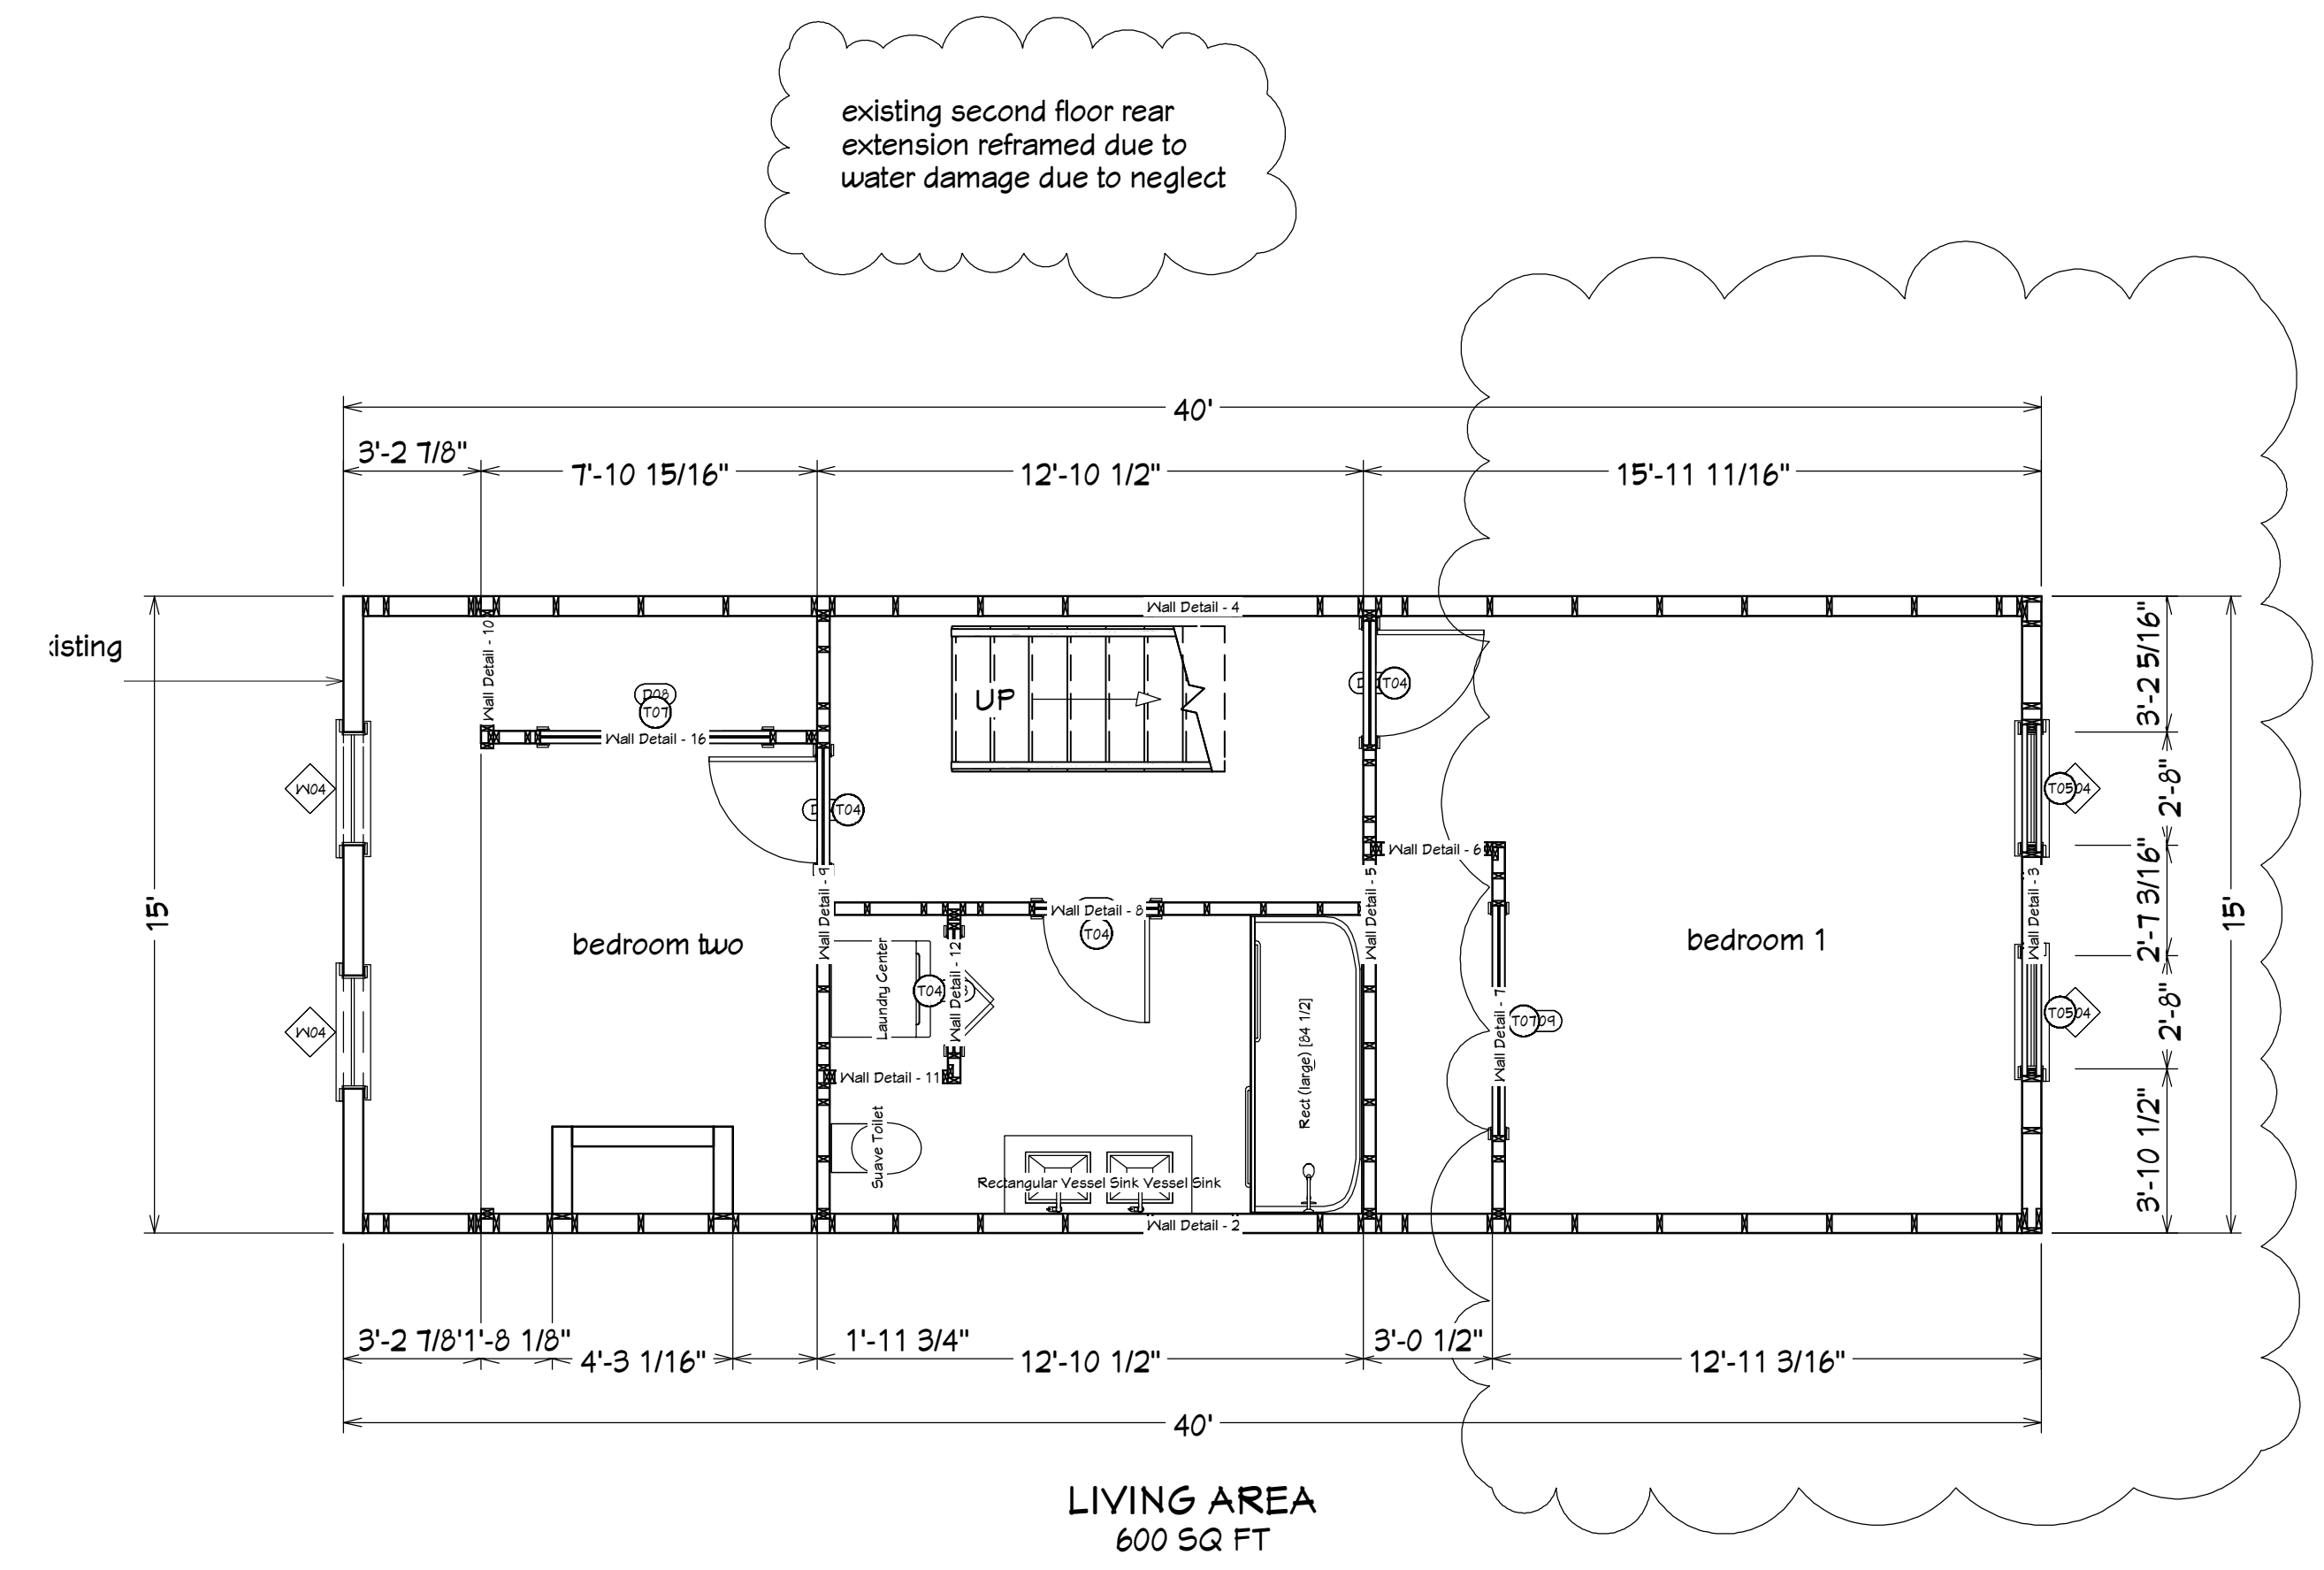 existing second floor rear
extension reframed due to
water damage due to neglect
40'
3'-2 7/8"
7'-10 15/16"
12'-10 1/2"
15'-11 11/16"
Wall Detail - 4
xisting
15'
Wall Detail - 10
D08
T07
Wall Detail - 16
UP
T04
T04
3'-2 5/16"
W04
T05
04
2'-8"
Wall Detail - 6
Wall Detail - 9
Wall Detail - 5
Wall Detail - 3
2'-7 3/16"
15'
Wall Detail - 8
T04
bedroom two
bedroom 1
Laundry Center
T04
Wall Detail - 12
Rect (large) [84 1/2]
Wall Detail - 7
T07
09
W04
T05
04
2'-8"
Wall Detail - 11
Suave Toilet
Rectangular Vessel Sink Vessel Sink
3'-10 1/2"
Wall Detail - 2
3'-2 7/8"
1'-8 1/8"
4'-3 1/16"
1'-11 3/4"
12'-10 1/2"
3'-0 1/2"
12'-11 3/16"
40'
LIVING AREA
600 SQ FT